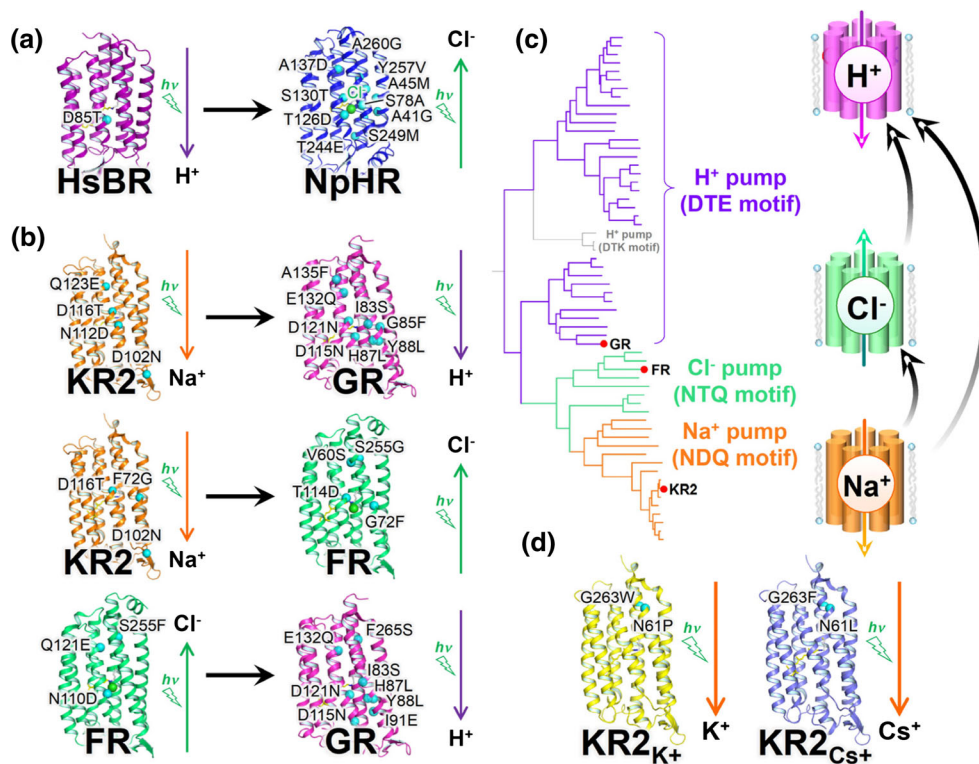 (a)
D85T
HsBR
hν
H⁺
A260G
A137D
Y257V
A45M
S130T
Cl⁻
S78A
T126D
A41G
S249M
T244E
NpHR
Cl⁻
hν
(b)
Q123E
D116T
N112D
D102N
KR2
hν
Na⁺
A135F
E132Q
I83S
D121N
G85F
D115N
H87L
Y88L
GR
hν
H⁺
D116T
F72G
D102N
KR2
hν
Na⁺
V60S
S255G
T114D
G72F
FR
Cl⁻
hν
S255F
Q121E
N110D
FR
Cl⁻
hν
E132Q
F265S
I83S
D121N
H87L
Y88L
D115N
I91E
GR
hν
H⁺
(c)
H⁺ pump
(DTE motif)
H⁺ pump
(DTK motif)
GR
FR
Cl⁻ pump
(NTQ motif)
Na⁺ pump
(NDQ motif)
KR2
H⁺
Cl⁻
Na⁺
(d)
G263W
N61P
KR2K+
hν
K⁺
G263F
N61L
KR2Cs+
hν
Cs⁺